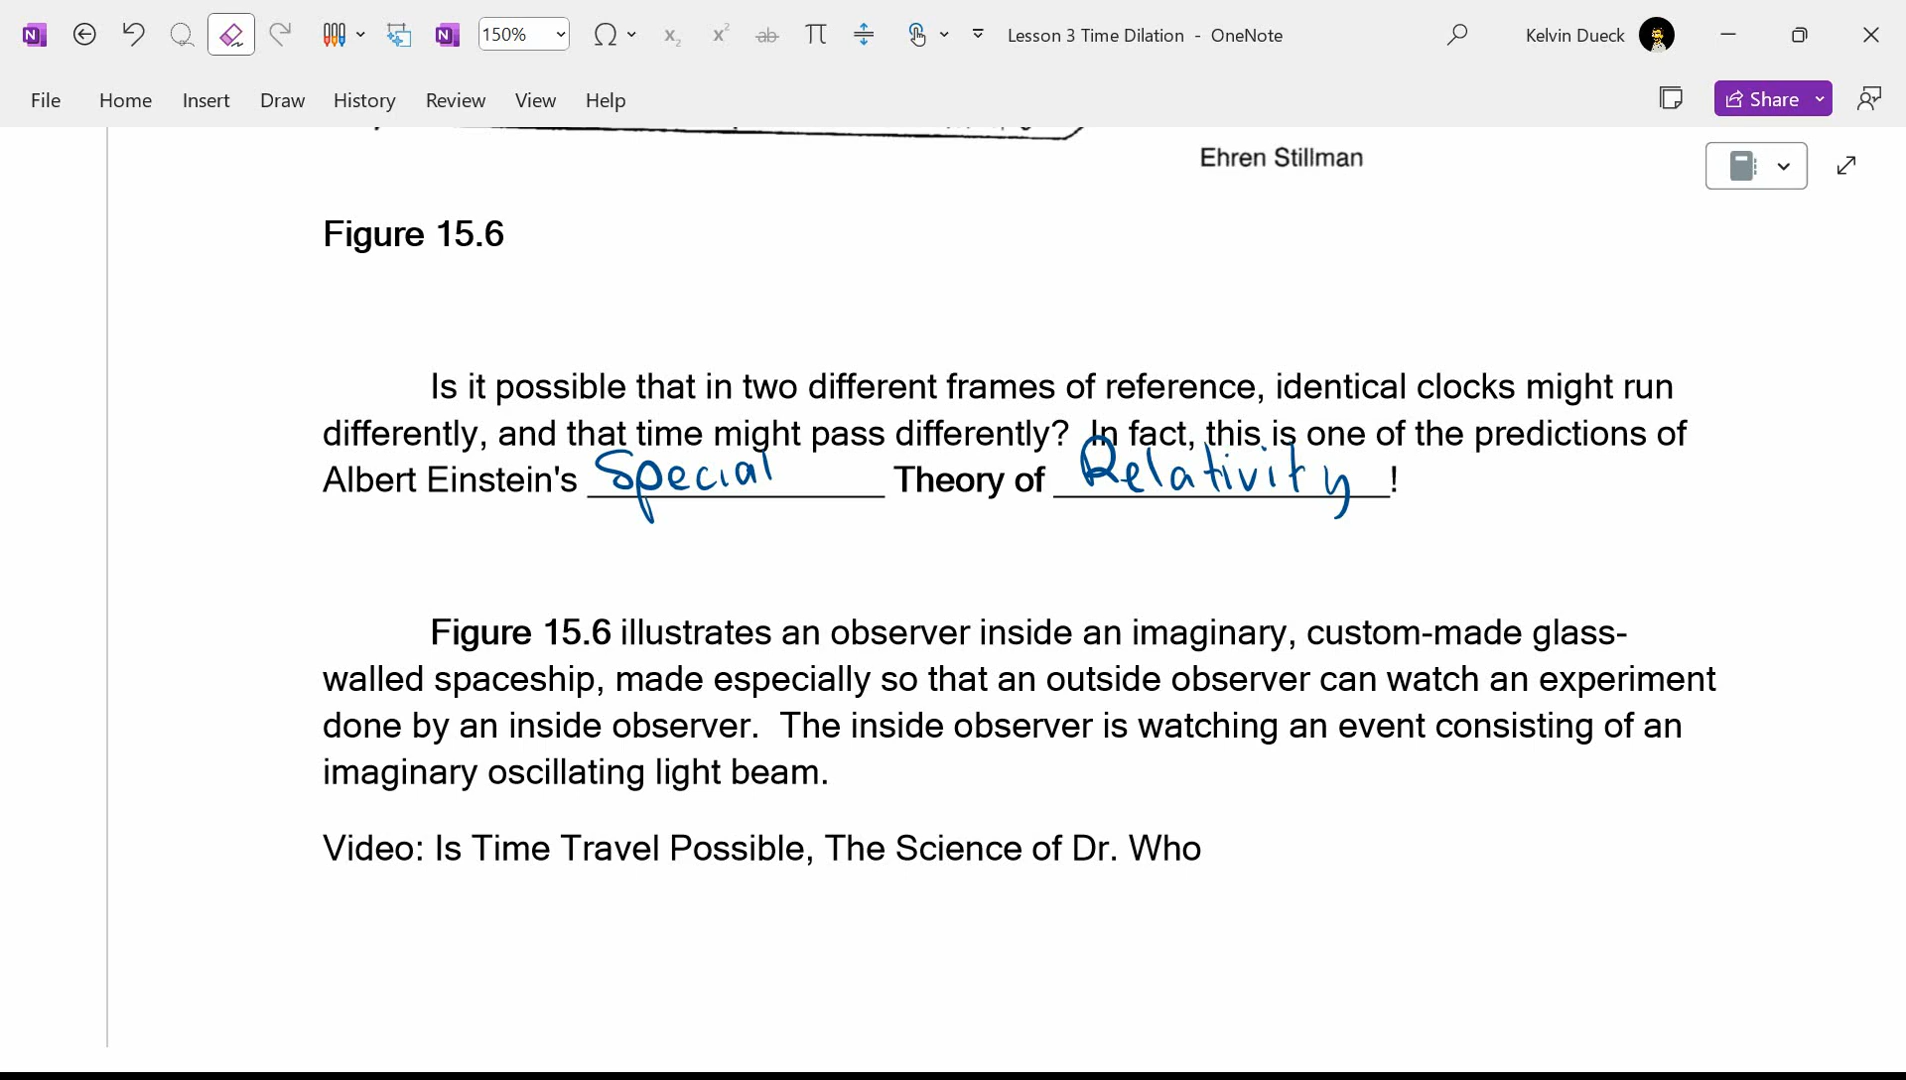 150% Lesson 3 Time Dilation - OneNote Kelvin Dueck
File Home Insert Draw History Review View Help Share
Ehren Stillman
Figure 15.6
Is it possible that in two different frames of reference, identical clocks might run
differently, and that time might pass differently? In fact, this is one of the predictions of
Albert Einstein's Special Theory of Relativity!
Figure 15.6 illustrates an observer inside an imaginary, custom-made glass-
walled spaceship, made especially so that an outside observer can watch an experiment
done by an inside observer. The inside observer is watching an event consisting of an
imaginary oscillating light beam.
Video: Is Time Travel Possible, The Science of Dr. Who